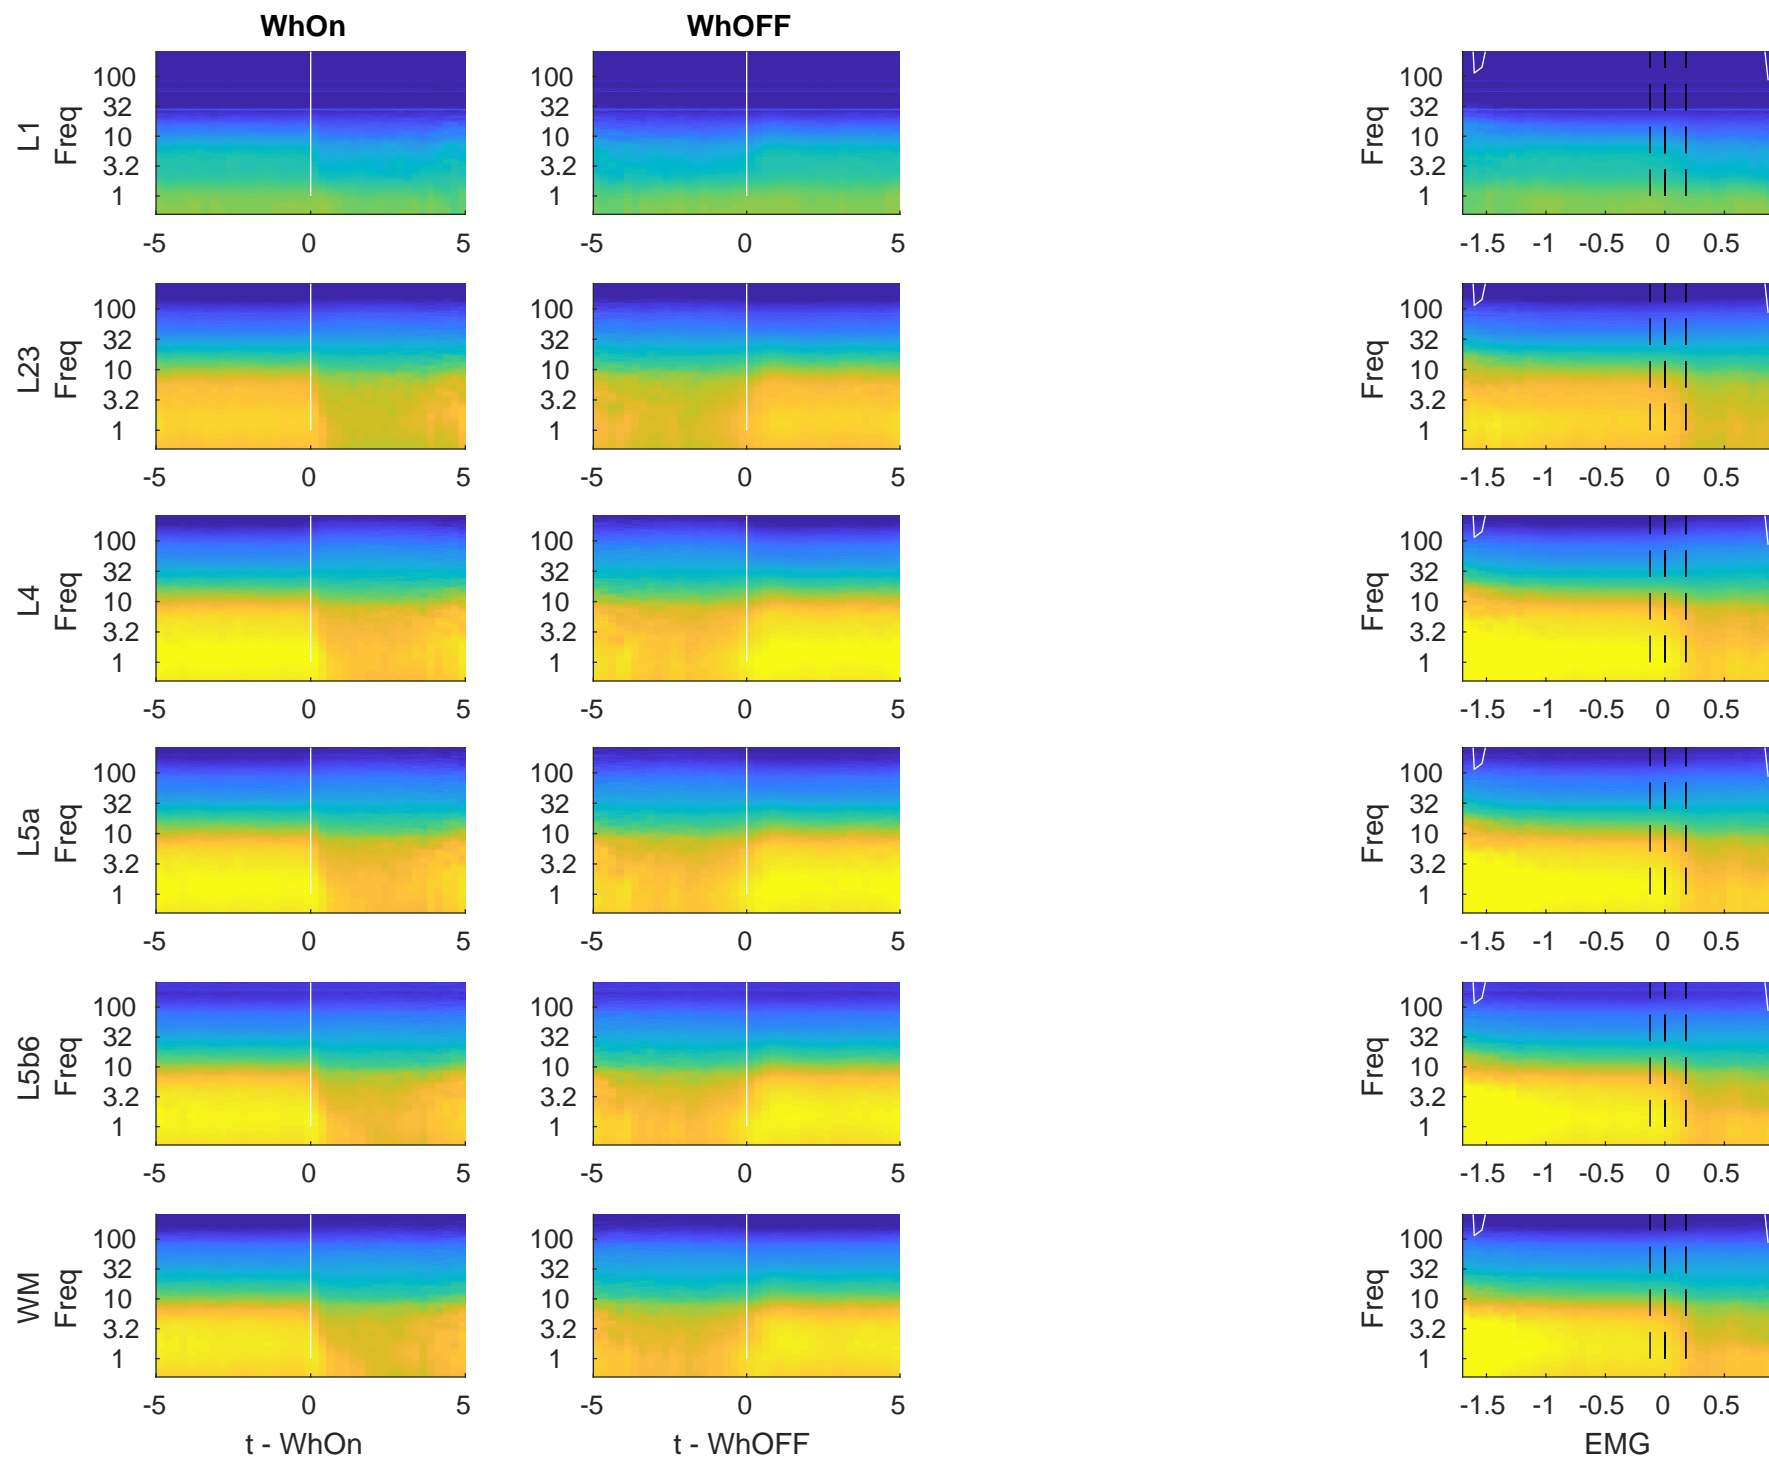 WhOn WhOFF
L1 Freq 100 32 10 3.2 1 100 32 10 3.2 1 Freq 100 32 10 3.2 1
-5 0 5 -5 0 5 -1.5 -1 -0.5 0 0.5
L23 Freq 100 32 10 3.2 1 100 32 10 3.2 1 Freq 100 32 10 3.2 1
-5 0 5 -5 0 5 -1.5 -1 -0.5 0 0.5
L4 Freq 100 32 10 3.2 1 100 32 10 3.2 1 Freq 100 32 10 3.2 1
-5 0 5 -5 0 5 -1.5 -1 -0.5 0 0.5
L5a Freq 100 32 10 3.2 1 100 32 10 3.2 1 Freq 100 32 10 3.2 1
-5 0 5 -5 0 5 -1.5 -1 -0.5 0 0.5
L5b6 Freq 100 32 10 3.2 1 100 32 10 3.2 1 Freq 100 32 10 3.2 1
-5 0 5 -5 0 5 -1.5 -1 -0.5 0 0.5
WM Freq 100 32 10 3.2 1 100 32 10 3.2 1 Freq 100 32 10 3.2 1
-5 0 5 -5 0 5 -1.5 -1 -0.5 0 0.5
t - WhOn t - WhOFF EMG